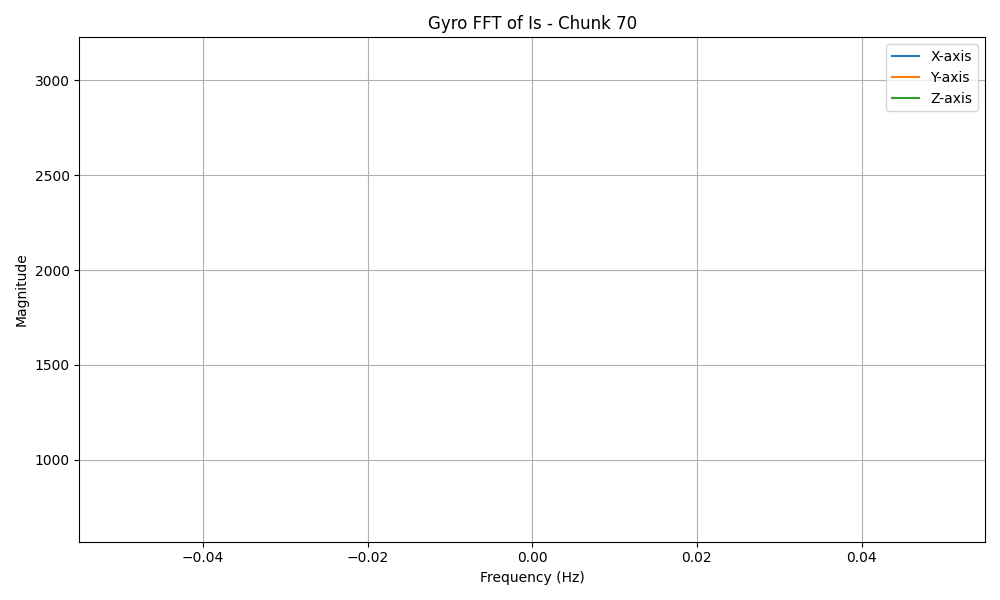 Gyro FFT of Is - Chunk 70
X-axis
Y-axis
Z-axis
3000
2500
2000
1500
1000
Magnitude
−0.04
−0.02
0.00
0.02
0.04
Frequency (Hz)